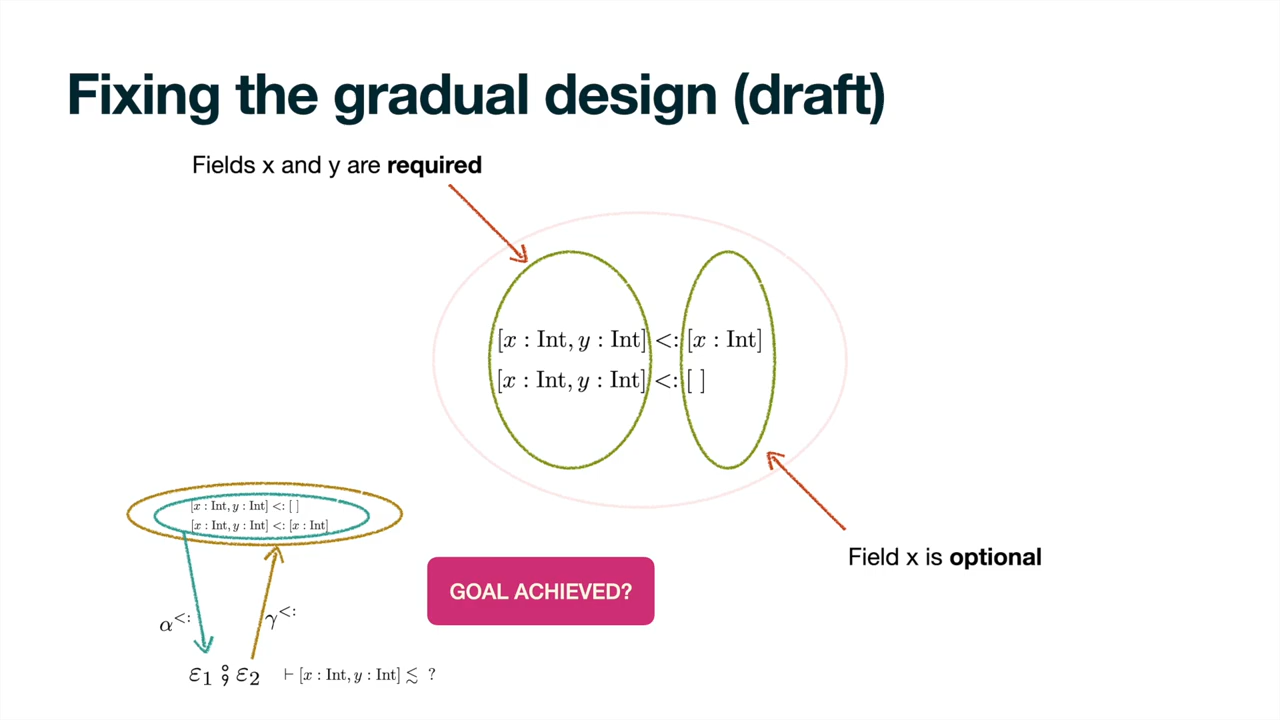 Fixing the gradual design (draft)
Fields x and y are required
[x : Int, y : Int] <: [x : Int]
[x : Int, y : Int] <: [ ]
[x : Int, y : Int] <: [ ]
[x : Int, y : Int] <: [x : Int]
Field x is optional
GOAL ACHIEVED?
α<:
γ<:
ε₁ ⨟ ε₂ ⊢ [x : Int, y : Int] ≲ ?